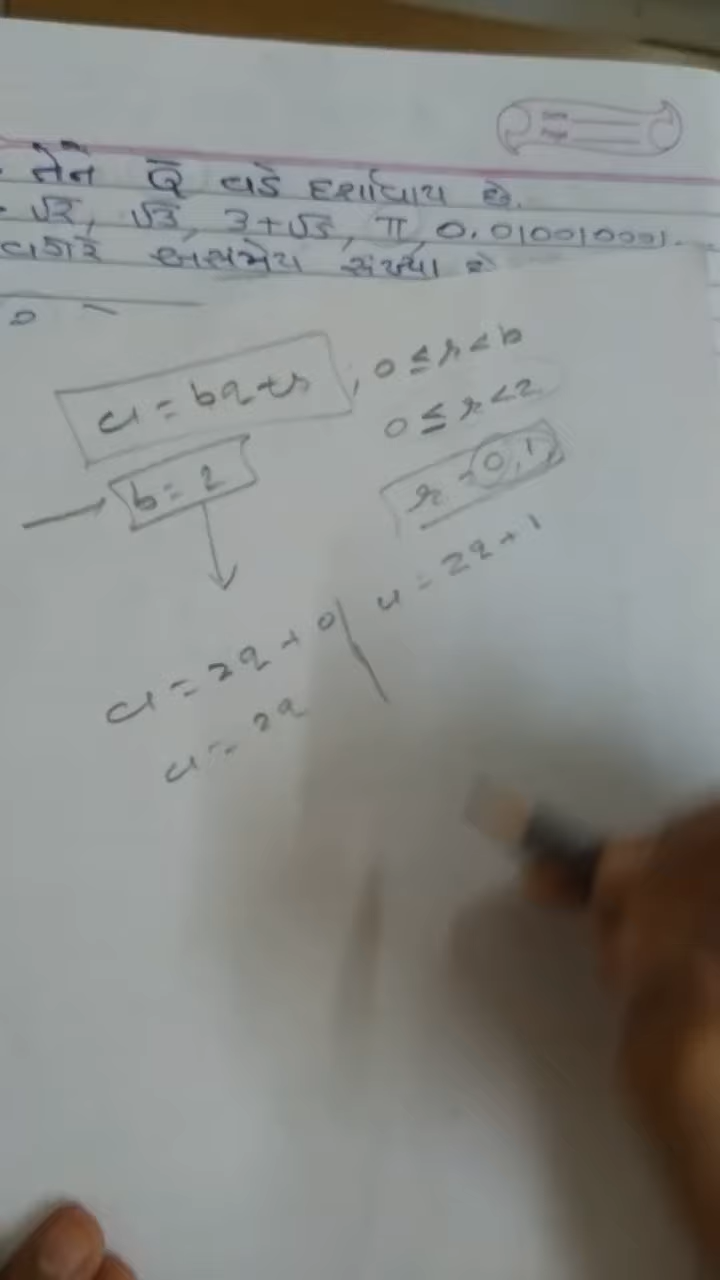 તેને Q વડે દર્શાવાય છે.
√2, √3, 3+√5, π, 0.010010001..
વગેરે અસંમેય સંખ્યા છે
a = bq+r , 0 ≤ r < b
0 ≤ r < 2
b = 2
r = 0, 1
a = 2q + 0
a = 2q + 1
a = 2q